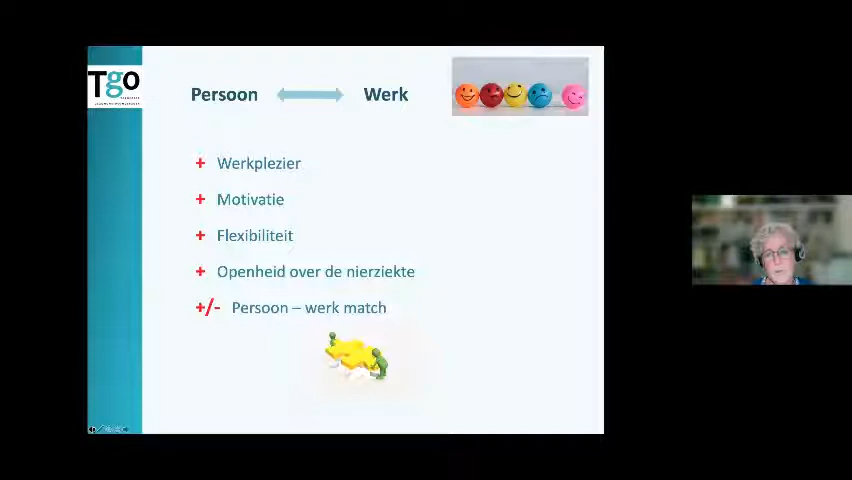 Tgo
Persoon Werk
+ Werkplezier
+ Motivatie
+ Flexibiliteit
+ Openheid over de nierziekte
+/- Persoon – werk match